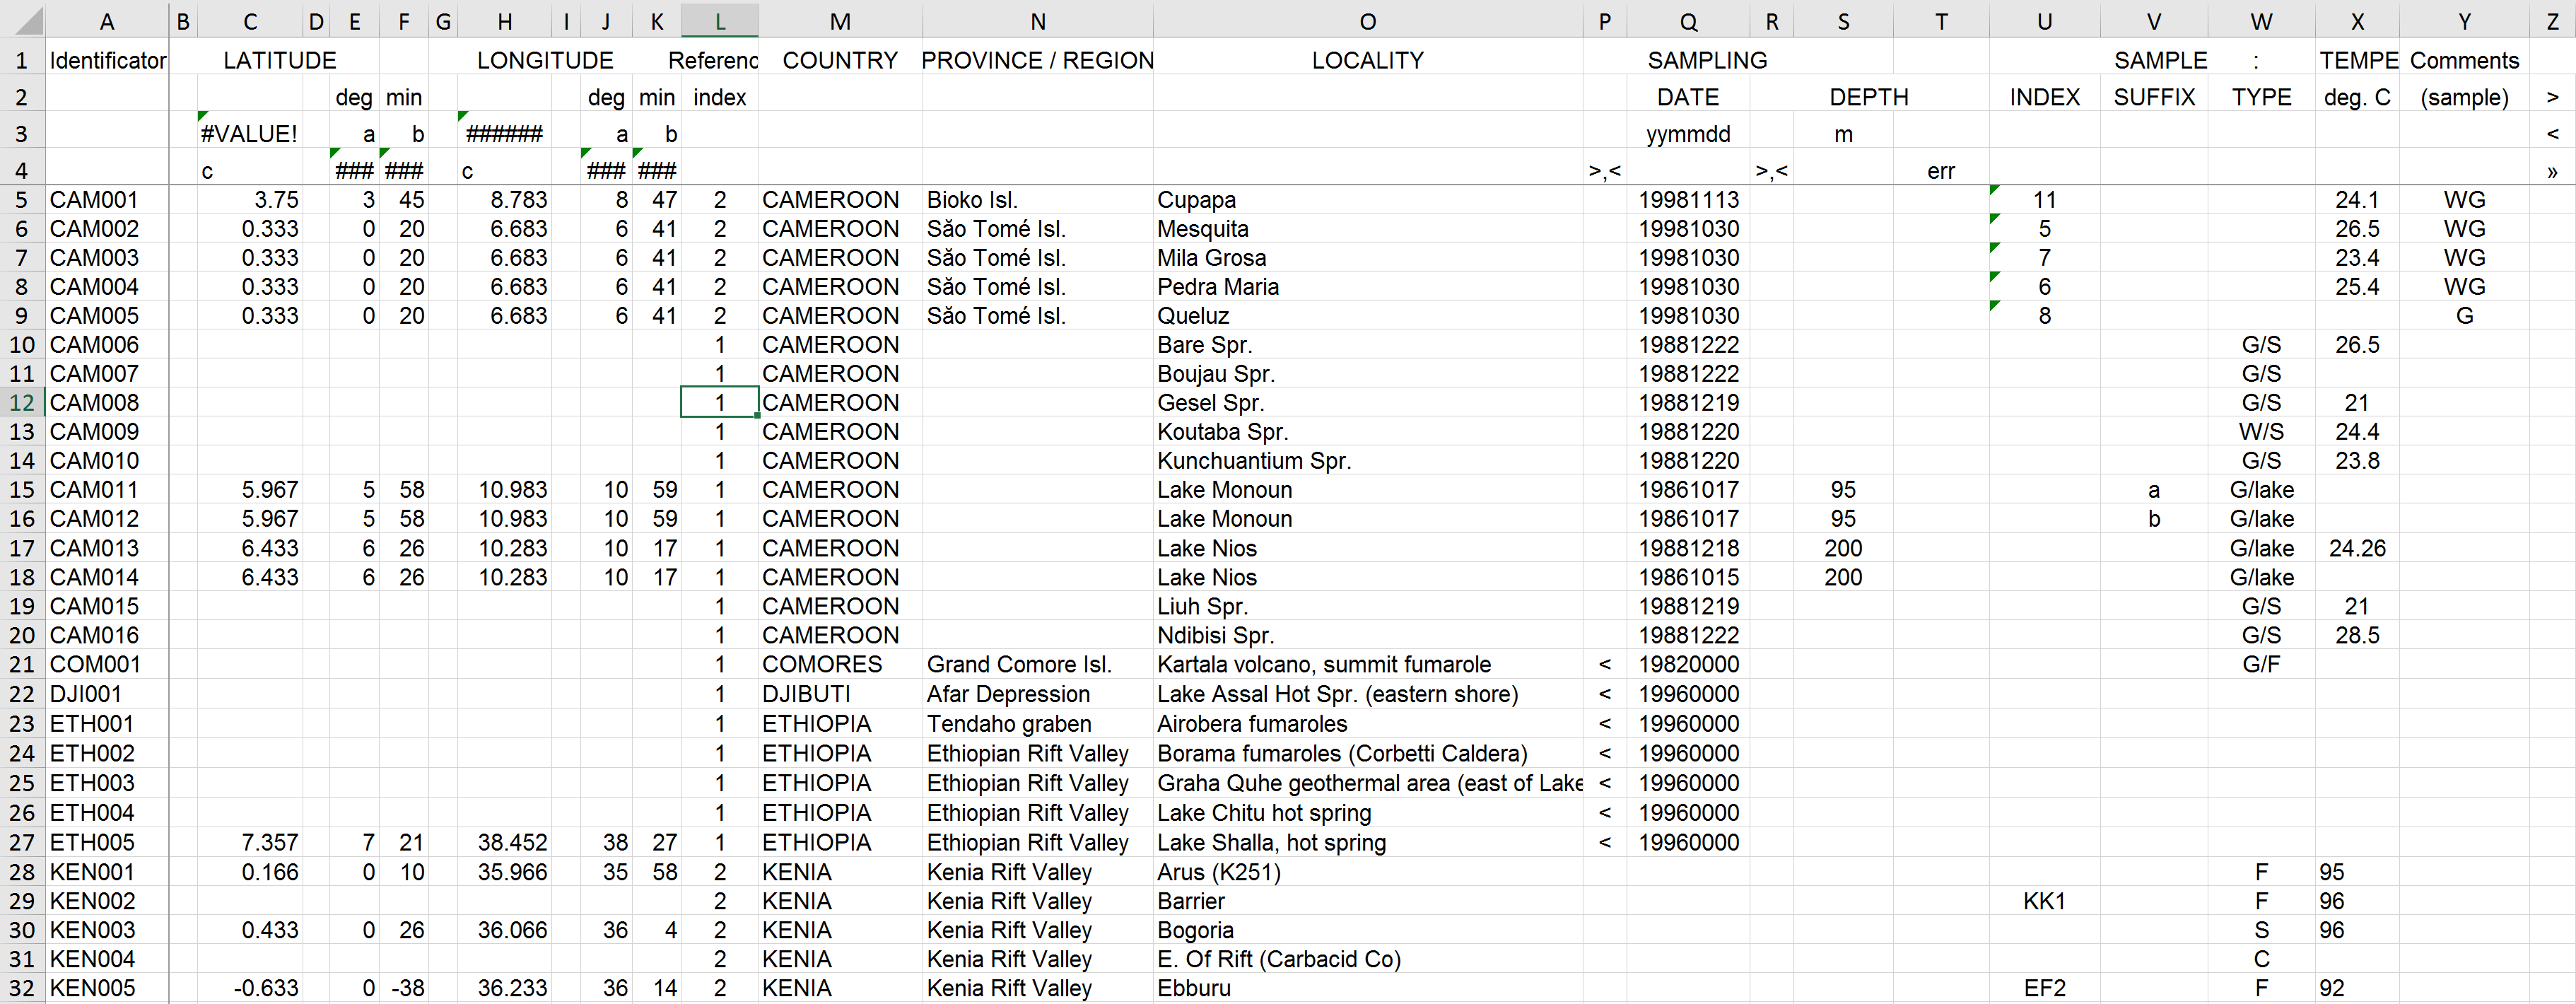 A B C D E F G H I J K L M N O P Q R S T U V W X Y Z
1 Identificator LATITUDE LONGITUDE Referenc COUNTRY PROVINCE / REGION LOCALITY SAMPLING SAMPLE : TEMPE Comments
2 deg min deg min index DATE DEPTH INDEX SUFFIX TYPE deg. C (sample) >
3 #VALUE! a b ###### a b yymmdd m <
4 c ### ### c ### ### >,< >,< err »
5 CAM001 3.75 3 45 8.783 8 47 2 CAMEROON Bioko Isl. Cupapa 19981113 11 24.1 WG
6 CAM002 0.333 0 20 6.683 6 41 2 CAMEROON Săo Tomé Isl. Mesquita 19981030 5 26.5 WG
7 CAM003 0.333 0 20 6.683 6 41 2 CAMEROON Săo Tomé Isl. Mila Grosa 19981030 7 23.4 WG
8 CAM004 0.333 0 20 6.683 6 41 2 CAMEROON Săo Tomé Isl. Pedra Maria 19981030 6 25.4 WG
9 CAM005 0.333 0 20 6.683 6 41 2 CAMEROON Săo Tomé Isl. Queluz 19981030 8 G
10 CAM006 1 CAMEROON Bare Spr. 19881222 G/S 26.5
11 CAM007 1 CAMEROON Boujau Spr. 19881222 G/S
12 CAM008 1 CAMEROON Gesel Spr. 19881219 G/S 21
13 CAM009 1 CAMEROON Koutaba Spr. 19881220 W/S 24.4
14 CAM010 1 CAMEROON Kunchuantium Spr. 19881220 G/S 23.8
15 CAM011 5.967 5 58 10.983 10 59 1 CAMEROON Lake Monoun 19861017 95 a G/lake
16 CAM012 5.967 5 58 10.983 10 59 1 CAMEROON Lake Monoun 19861017 95 b G/lake
17 CAM013 6.433 6 26 10.283 10 17 1 CAMEROON Lake Nios 19881218 200 G/lake 24.26
18 CAM014 6.433 6 26 10.283 10 17 1 CAMEROON Lake Nios 19861015 200 G/lake
19 CAM015 1 CAMEROON Liuh Spr. 19881219 G/S 21
20 CAM016 1 CAMEROON Ndibisi Spr. 19881222 G/S 28.5
21 COM001 1 COMORES Grand Comore Isl. Kartala volcano, summit fumarole < 19820000 G/F
22 DJI001 1 DJIBUTI Afar Depression Lake Assal Hot Spr. (eastern shore) < 19960000
23 ETH001 1 ETHIOPIA Tendaho graben Airobera fumaroles < 19960000
24 ETH002 1 ETHIOPIA Ethiopian Rift Valley Borama fumaroles (Corbetti Caldera) < 19960000
25 ETH003 1 ETHIOPIA Ethiopian Rift Valley Graha Quhe geothermal area (east of Lake < 19960000
26 ETH004 1 ETHIOPIA Ethiopian Rift Valley Lake Chitu hot spring < 19960000
27 ETH005 7.357 7 21 38.452 38 27 1 ETHIOPIA Ethiopian Rift Valley Lake Shalla, hot spring < 19960000
28 KEN001 0.166 0 10 35.966 35 58 2 KENIA Kenia Rift Valley Arus (K251) F 95
29 KEN002 2 KENIA Kenia Rift Valley Barrier KK1 F 96
30 KEN003 0.433 0 26 36.066 36 4 2 KENIA Kenia Rift Valley Bogoria S 96
31 KEN004 2 KENIA Kenia Rift Valley E. Of Rift (Carbacid Co) C
32 KEN005 -0.633 0 -38 36.233 36 14 2 KENIA Kenia Rift Valley Ebburu EF2 F 92